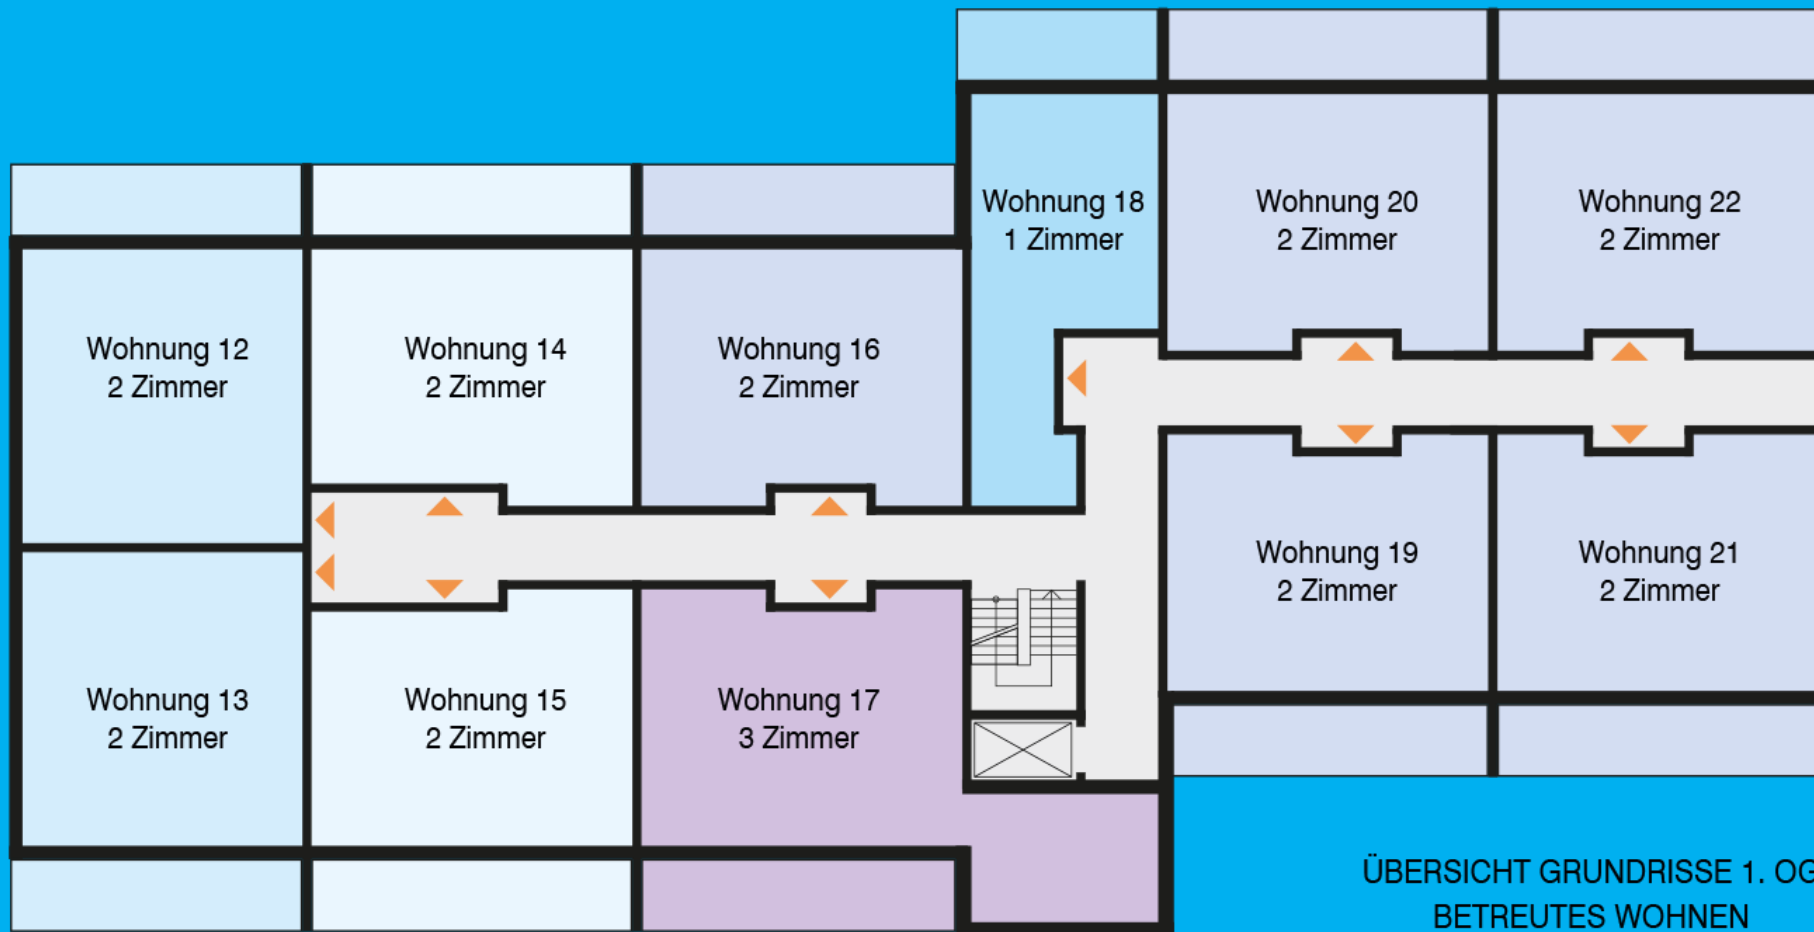 Wohnung 18
1 Zimmer
Wohnung 20
2 Zimmer
Wohnung 22
2 Zimmer
Wohnung 12
2 Zimmer
Wohnung 14
2 Zimmer
Wohnung 16
2 Zimmer
Wohnung 19
2 Zimmer
Wohnung 21
2 Zimmer
Wohnung 13
2 Zimmer
Wohnung 15
2 Zimmer
Wohnung 17
3 Zimmer
ÜBERSICHT GRUNDRISSE 1. OG
BETREUTES WOHNEN